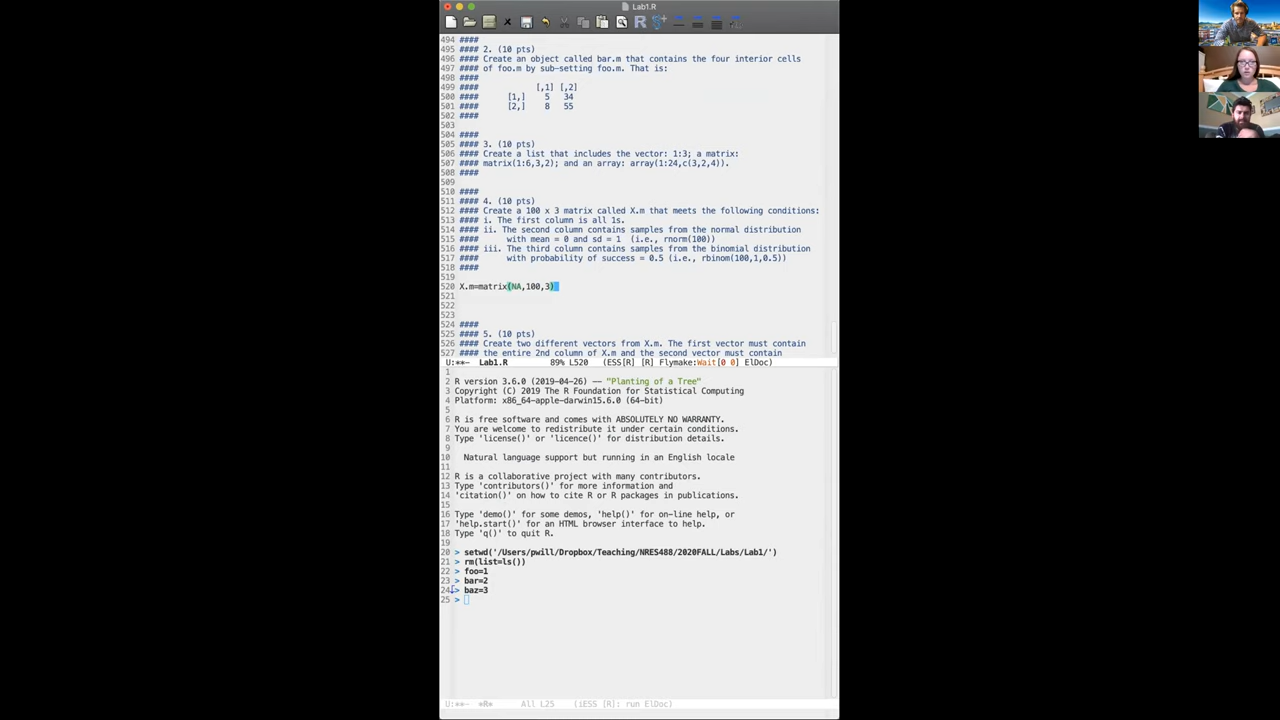 Lab1.R
494 ####
495 #### 2. (10 pts)
496 #### Create an object called bar.m that contains the four interior cells
497 #### of foo.m by sub-setting foo.m. That is:
498 ####
499 #### [,1] [,2]
500 #### [1,] 5 34
501 #### [2,] 8 55
502 ####
503
504 ####
505 #### 3. (10 pts)
506 #### Create a list that includes the vector: 1:3; a matrix:
507 #### matrix(1:6,3,2); and an array: array(1:24,c(3,2,4)).
508 ####
509
510 ####
511 #### 4. (10 pts)
512 #### Create a 100 x 3 matrix called X.m that meets the following conditions:
513 #### i. The first column is all 1s.
514 #### ii. The second column contains samples from the normal distribution
515 #### with mean = 0 and sd = 1 (i.e., rnorm(100))
516 #### iii. The third column contains samples from the binomial distribution
517 #### with probability of success = 0.5 (i.e., rbinom(100,1,0.5))
518 ####
519
520 X.m=matrix(NA,100,3)
521
522
523
524 ####
525 #### 5. (10 pts)
526 #### Create two different vectors from X.m. The first vector must contain
527 #### the entire 2nd column of X.m and the second vector must contain
U:**- Lab1.R 89% L520 (ESS[R] [R] Flymake:Wait[0 0] ElDoc)
1
2 R version 3.6.0 (2019-04-26) -- "Planting of a Tree"
3 Copyright (C) 2019 The R Foundation for Statistical Computing
4 Platform: x86_64-apple-darwin15.6.0 (64-bit)
5
6 R is free software and comes with ABSOLUTELY NO WARRANTY.
7 You are welcome to redistribute it under certain conditions.
8 Type 'license()' or 'licence()' for distribution details.
9
10 Natural language support but running in an English locale
11
12 R is a collaborative project with many contributors.
13 Type 'contributors()' for more information and
14 'citation()' on how to cite R or R packages in publications.
15
16 Type 'demo()' for some demos, 'help()' for on-line help, or
17 'help.start()' for an HTML browser interface to help.
18 Type 'q()' to quit R.
19
20 > setwd('/Users/pwill/Dropbox/Teaching/NRES488/2020FALL/Labs/Lab1/')
21 > rm(list=ls())
22 > foo=1
23 > bar=2
24 > baz=3
25 >
U:**- *R* All L25 (iESS [R]: run ElDoc)